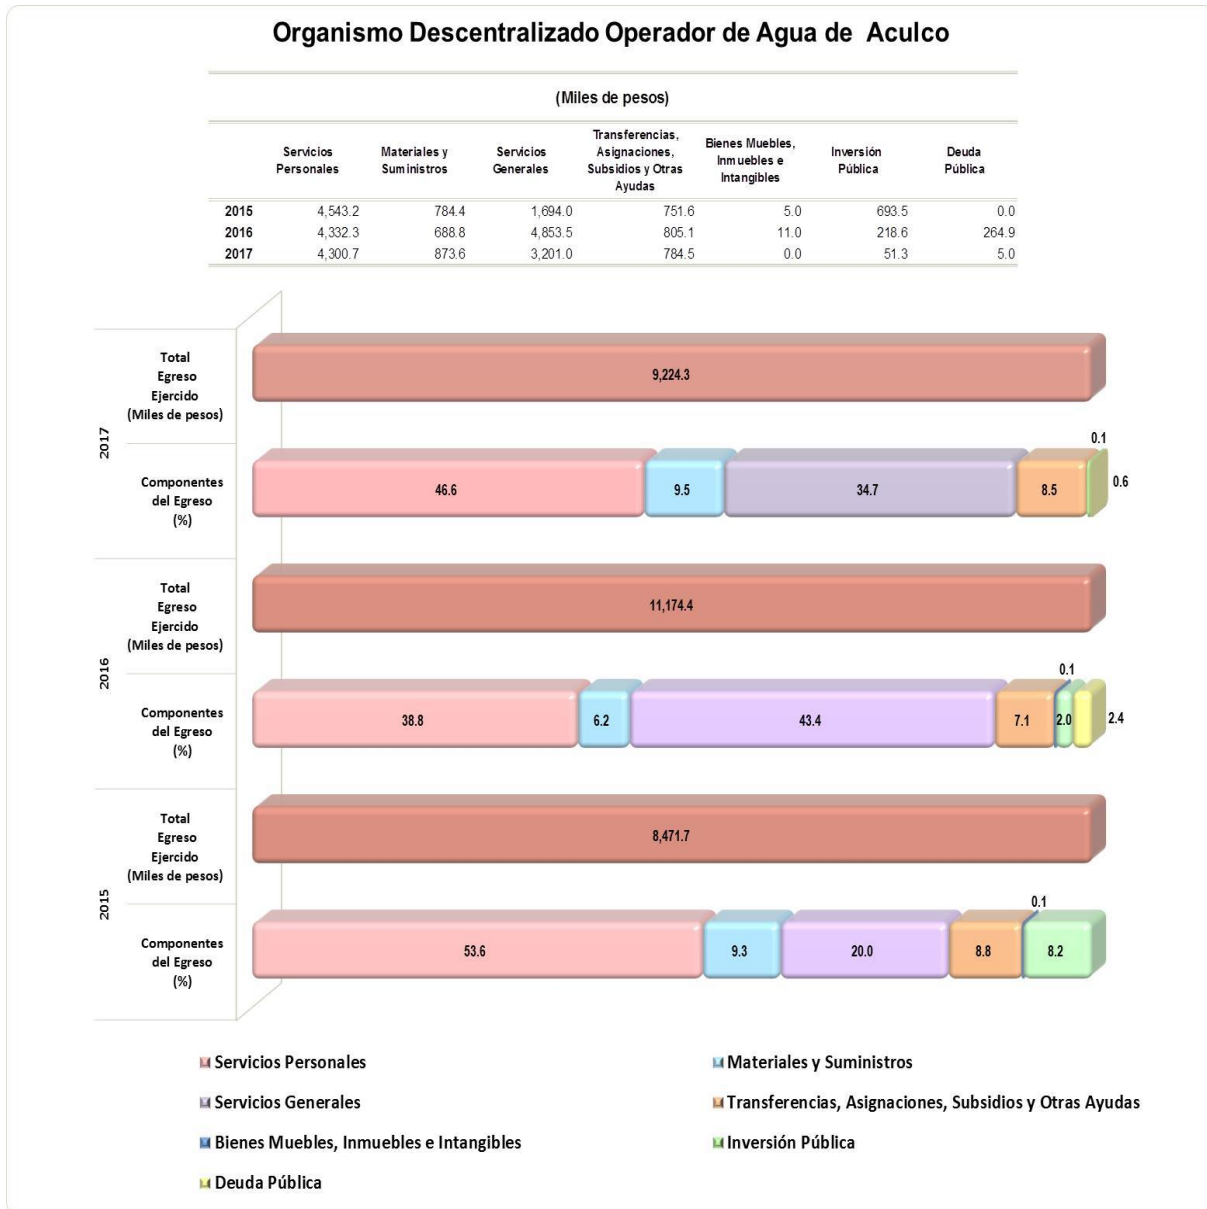 Organismo Descentralizado Operador de Agua de Aculco
(Miles de pesos)
Servicios Personales
Materiales y Suministros
Servicios Generales
Transferencias, Asignaciones, Subsidios y Otras Ayudas
Bienes Muebles, Inmuebles e Intangibles
Inversión Pública
Deuda Pública
2015 4,543.2 784.4 1,694.0 751.6 5.0 693.5 0.0
2016 4,332.3 688.8 4,853.5 805.1 11.0 218.6 264.9
2017 4,300.7 873.6 3,201.0 784.5 0.0 51.3 5.0
2017
Total
Egreso
Ejercido
(Miles de pesos)
9,224.3
Componentes
del Egreso
(%)
46.6 9.5 34.7 8.5 0.1 0.6
2016
Total
Egreso
Ejercido
(Miles de pesos)
11,174.4
Componentes
del Egreso
(%)
38.8 6.2 43.4 7.1 0.1 2.0 2.4
2015
Total
Egreso
Ejercido
(Miles de pesos)
8,471.7
Componentes
del Egreso
(%)
53.6 9.3 20.0 8.8 0.1 8.2
Servicios Personales
Materiales y Suministros
Servicios Generales
Transferencias, Asignaciones, Subsidios y Otras Ayudas
Bienes Muebles, Inmuebles e Intangibles
Inversión Pública
Deuda Pública